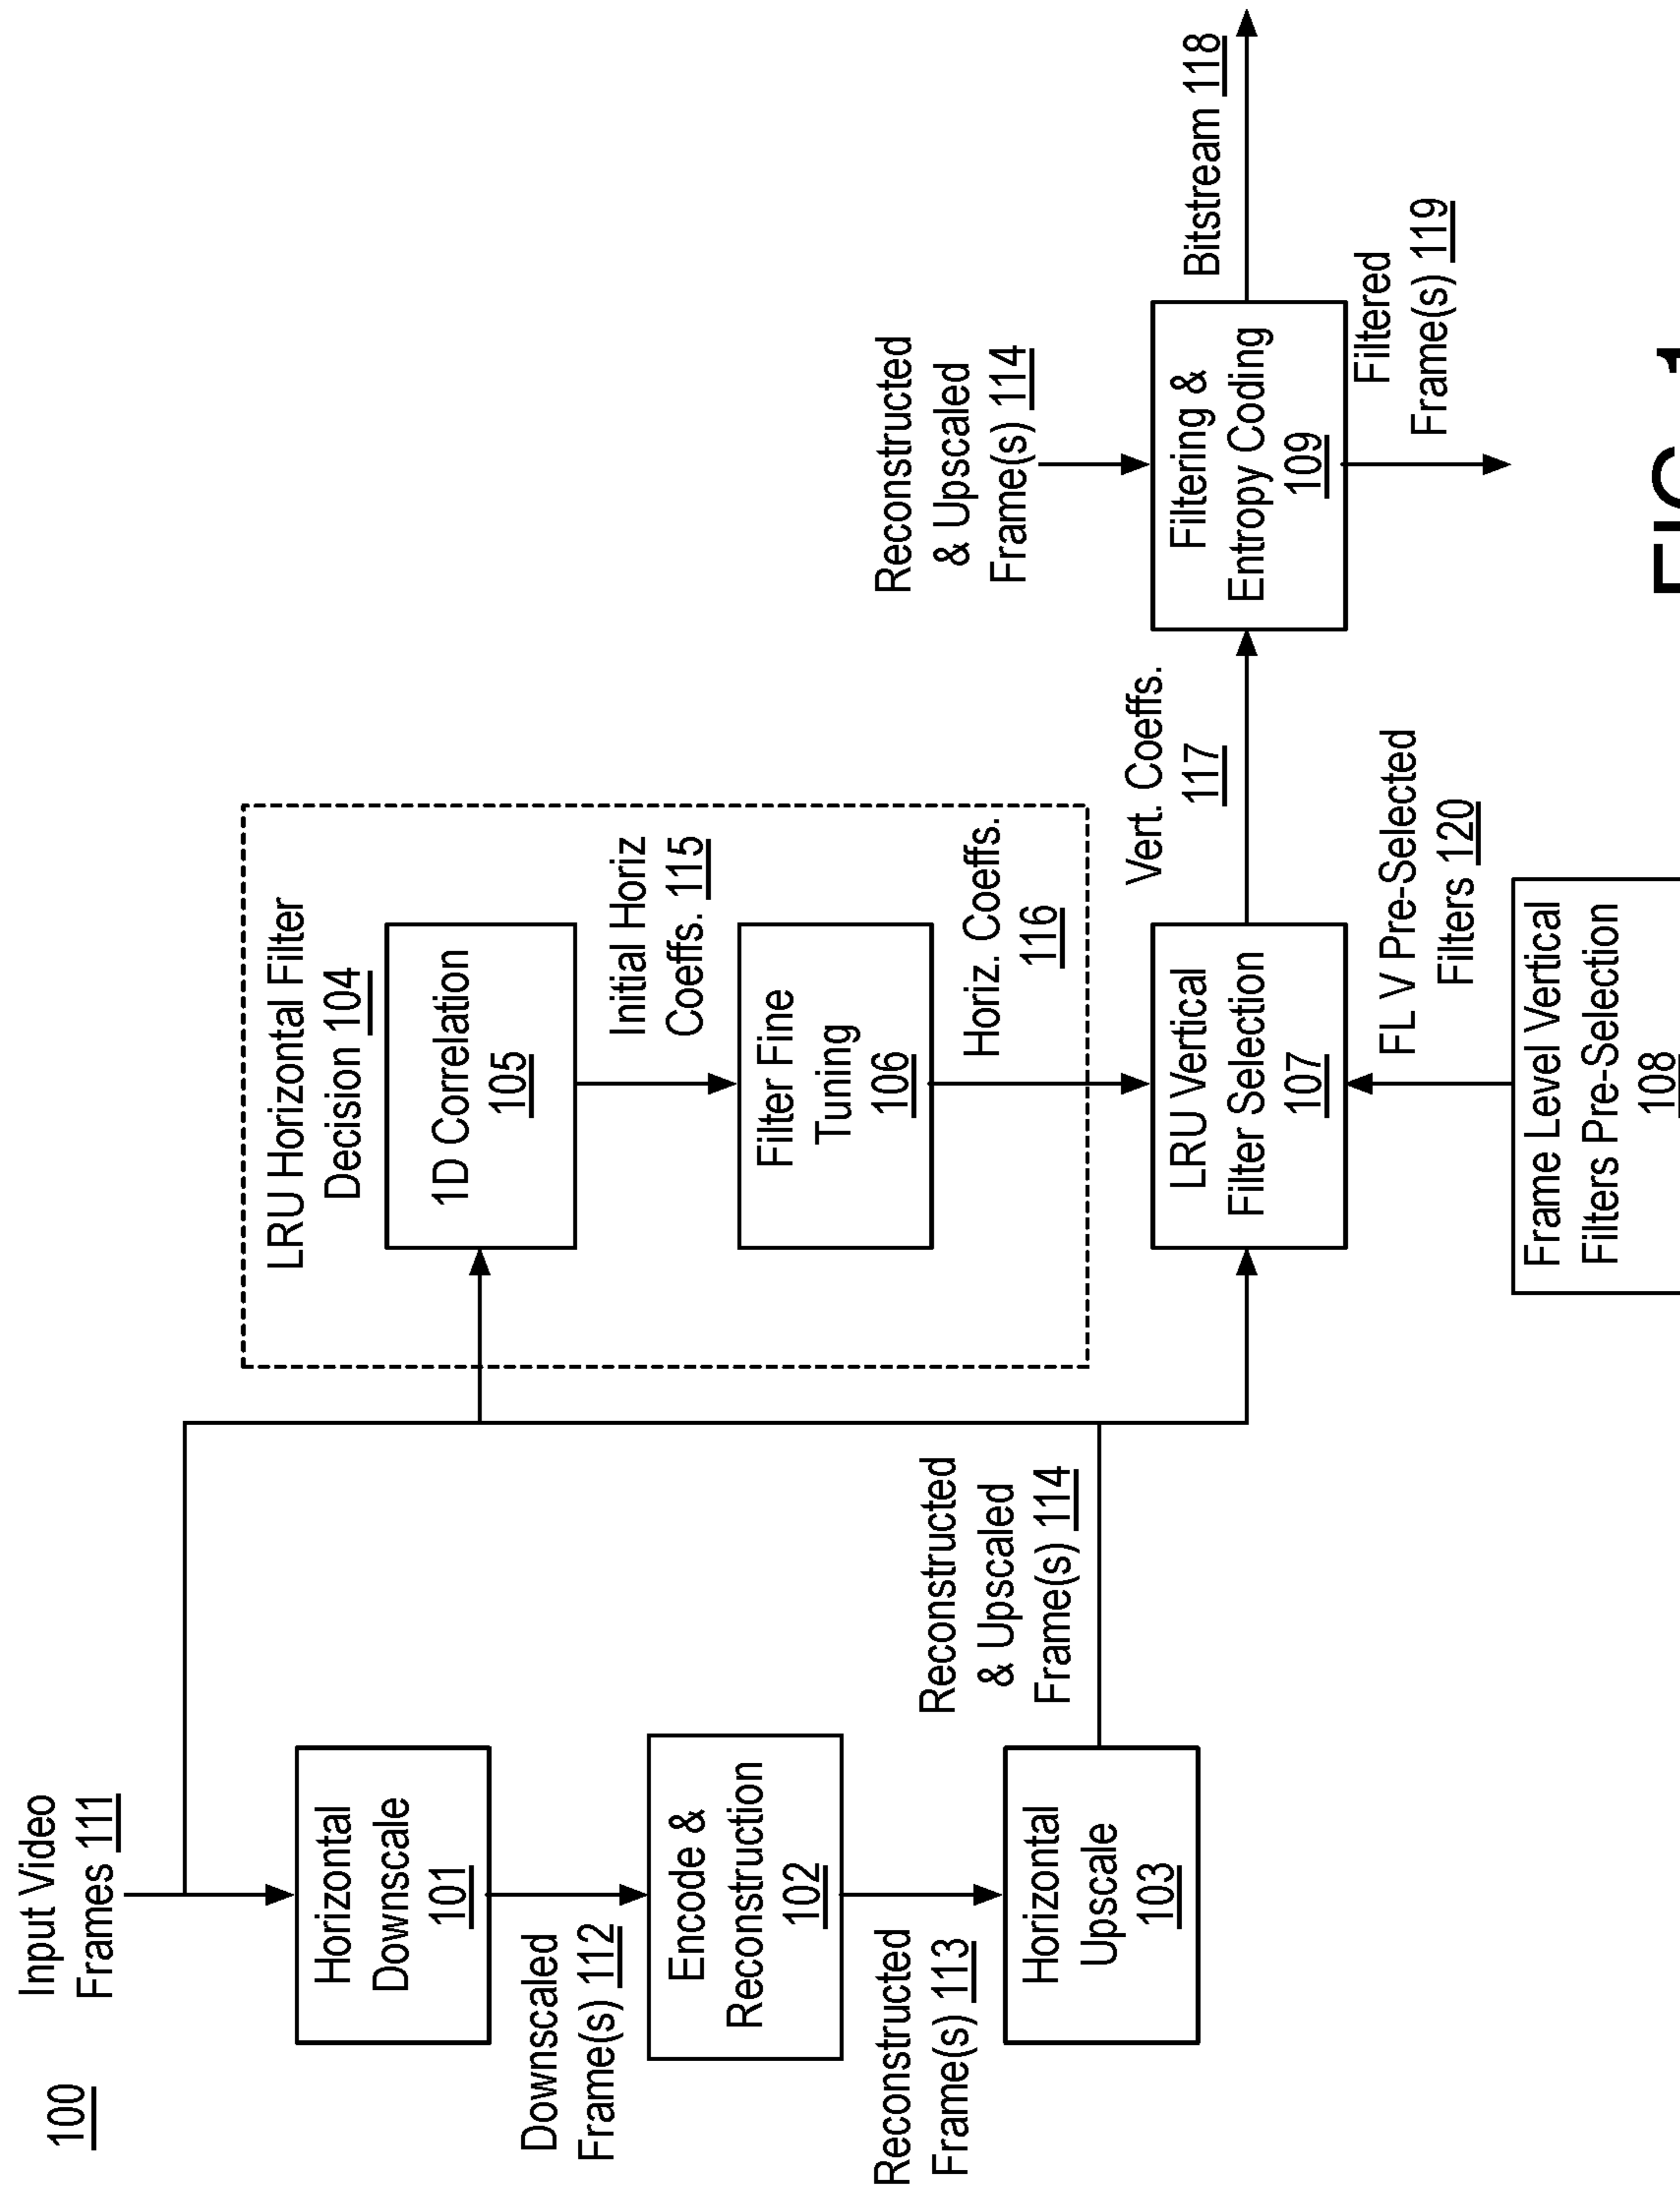 100
Input Video
Frames 111
Horizontal
Downscale
101
Downscaled
Frame(s) 112
Encode &
Reconstruction
102
Reconstructed
Frame(s) 113
Horizontal
Upscale
103
Reconstructed
& Upscaled
Frame(s) 114
LRU Horizontal Filter
Decision 104
1D Correlation
105
Initial Horiz
Coeffs. 115
Filter Fine
Tuning
106
Horiz. Coeffs.
116
LRU Vertical
Filter Selection
107
FL V Pre-Selected
Filters 120
Frame Level Vertical
Filters Pre-Selection
108
Vert. Coeffs.
117
Reconstructed
& Upscaled
Frame(s) 114
Filtering &
Entropy Coding
109
Bitstream 118
Filtered
Frame(s) 119